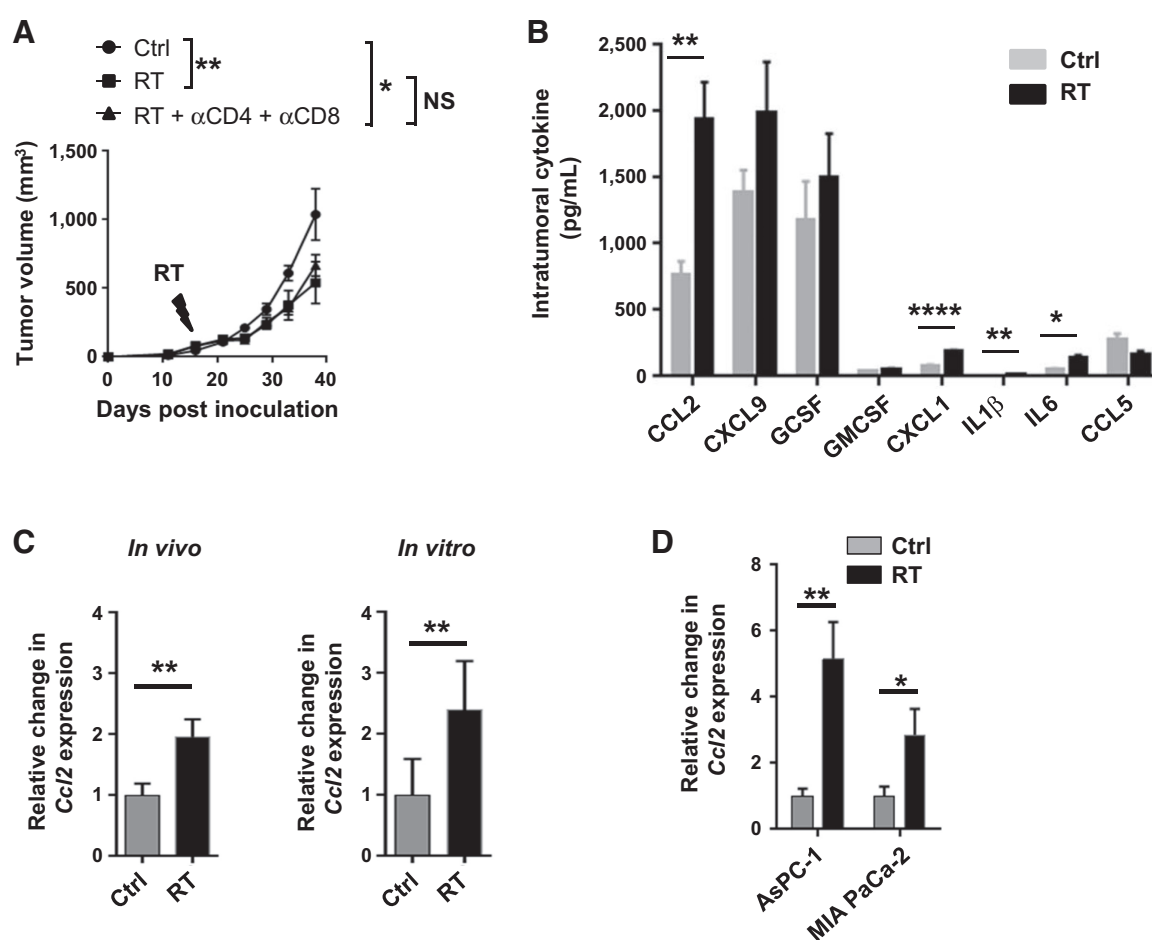 A
Ctrl
RT
RT + αCD4 + αCD8
**
*
NS
Tumor volume (mm³)
1,500
1,000
500
0
RT
0 10 20 30 40
Days post inoculation
B
Intratumoral cytokine
(pg/mL)
2,500
2,000
1,500
1,000
500
0
Ctrl
RT
**
****
**
*
CCL2 CXCL9 GCSF GMCSF CXCL1 IL1β IL6 CCL5
C
In vivo
Relative change in
Ccl2 expression
4
3
2
1
0
**
Ctrl RT
In vitro
Relative change in
Ccl2 expression
4
3
2
1
0
**
Ctrl RT
D
Ctrl
RT
Relative change in
Ccl2 expression
8
6
4
2
0
**
*
AsPC-1 MIA PaCa-2